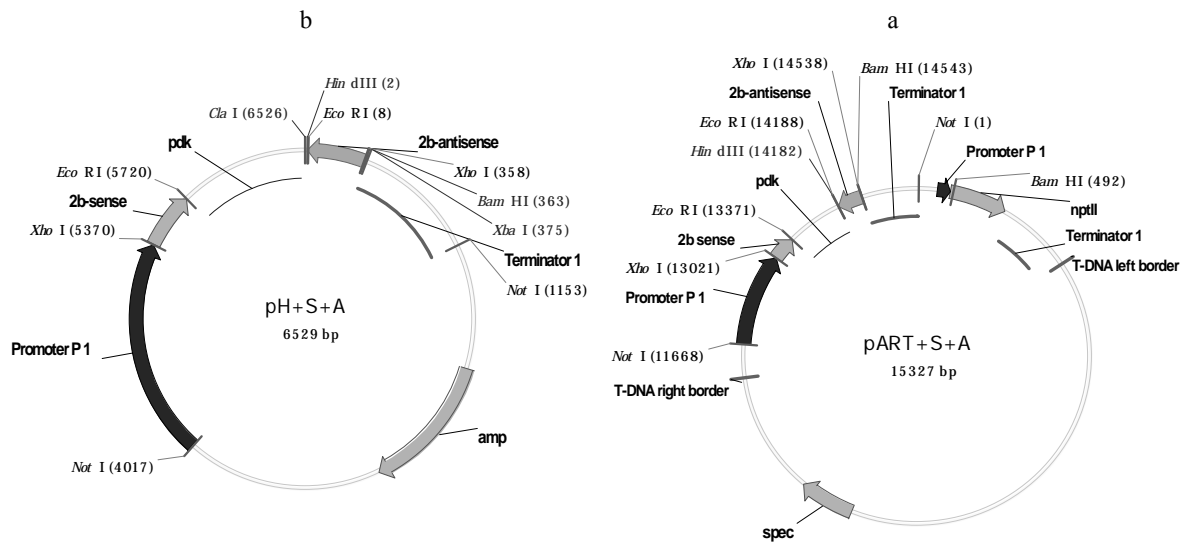 b
Hin dIII (2)
Cla I (6526)
Eco RI (8)
pdk
2b-antisense
Eco RI (5720)
Xho I (358)
2b-sense
Bam HI (363)
Xho I (5370)
Xba I (375)
Terminator 1
Not I (1153)
pH+S+A
6529 bp
Promoter P 1
amp
Not I (4017)
a
Xho I (14538)
Bam HI (14543)
2b-antisense
Terminator 1
Eco RI (14188)
Not I (1)
Hin dIII (14182)
Promoter P 1
pdk
Bam HI (492)
Eco RI (13371)
nptII
2b sense
Terminator 1
Xho I (13021)
T-DNA left border
Promoter P 1
pART+S+A
15327 bp
Not I (11668)
T-DNA right border
spec